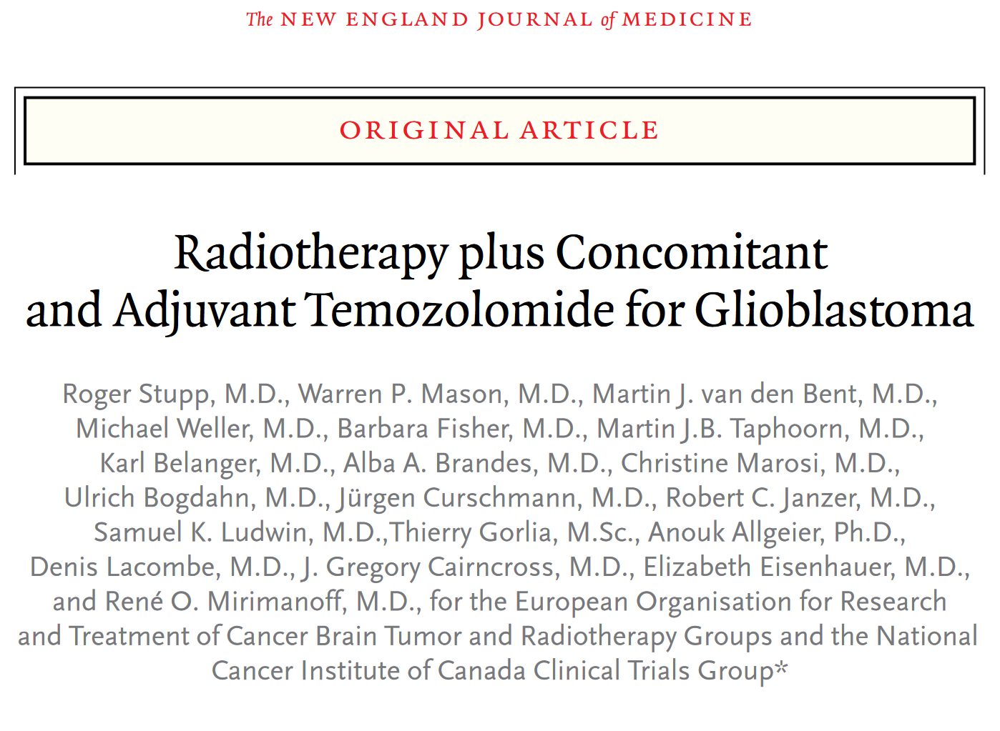 The NEW ENGLAND JOURNAL of MEDICINE
ORIGINAL ARTICLE
Radiotherapy plus Concomitant
and Adjuvant Temozolomide for Glioblastoma
Roger Stupp, M.D., Warren P. Mason, M.D., Martin J. van den Bent, M.D.,
Michael Weller, M.D., Barbara Fisher, M.D., Martin J.B. Taphoorn, M.D.,
Karl Belanger, M.D., Alba A. Brandes, M.D., Christine Marosi, M.D.,
Ulrich Bogdahn, M.D., Jürgen Curschmann, M.D., Robert C. Janzer, M.D.,
Samuel K. Ludwin, M.D.,Thierry Gorlia, M.Sc., Anouk Allgeier, Ph.D.,
Denis Lacombe, M.D., J. Gregory Cairncross, M.D., Elizabeth Eisenhauer, M.D.,
and René O. Mirimanoff, M.D., for the European Organisation for Research
and Treatment of Cancer Brain Tumor and Radiotherapy Groups and the National
Cancer Institute of Canada Clinical Trials Group*